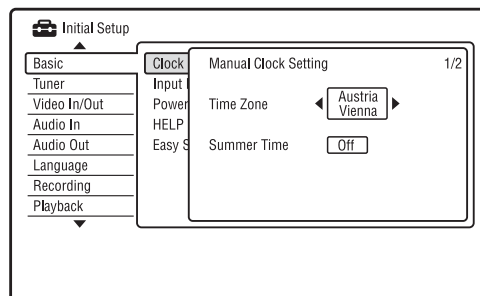 Initial Setup
Basic
Tuner
Video In/Out
Audio In
Audio Out
Language
Recording
Playback
Clock
Input
Power
HELP
Easy S
Manual Clock Setting 1/2
Time Zone
Austria
Vienna
Summer Time
Off